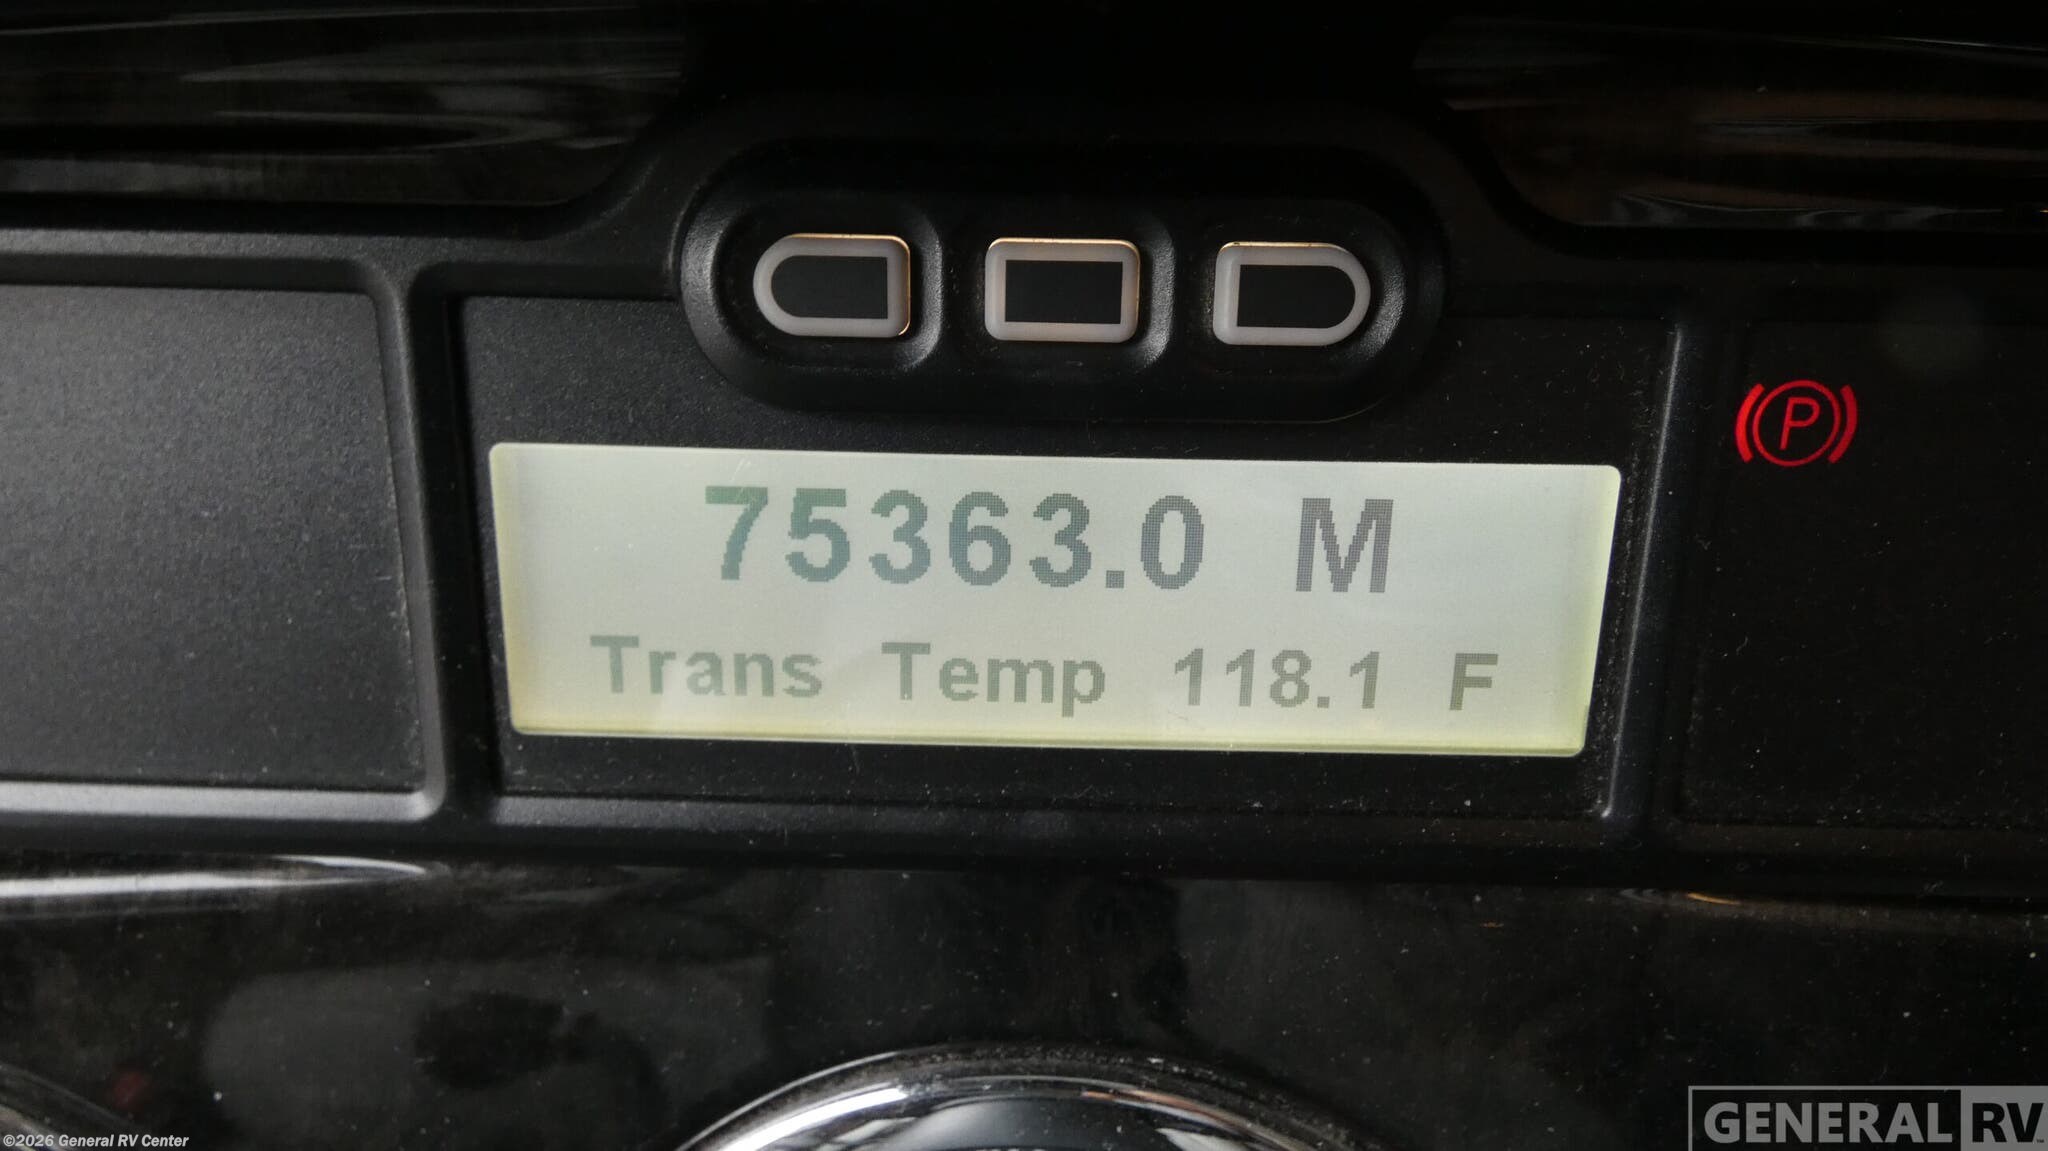 (P)
75363.0 M
Trans Temp 118.1 F
©2026 General RV Center
GENERAL RV